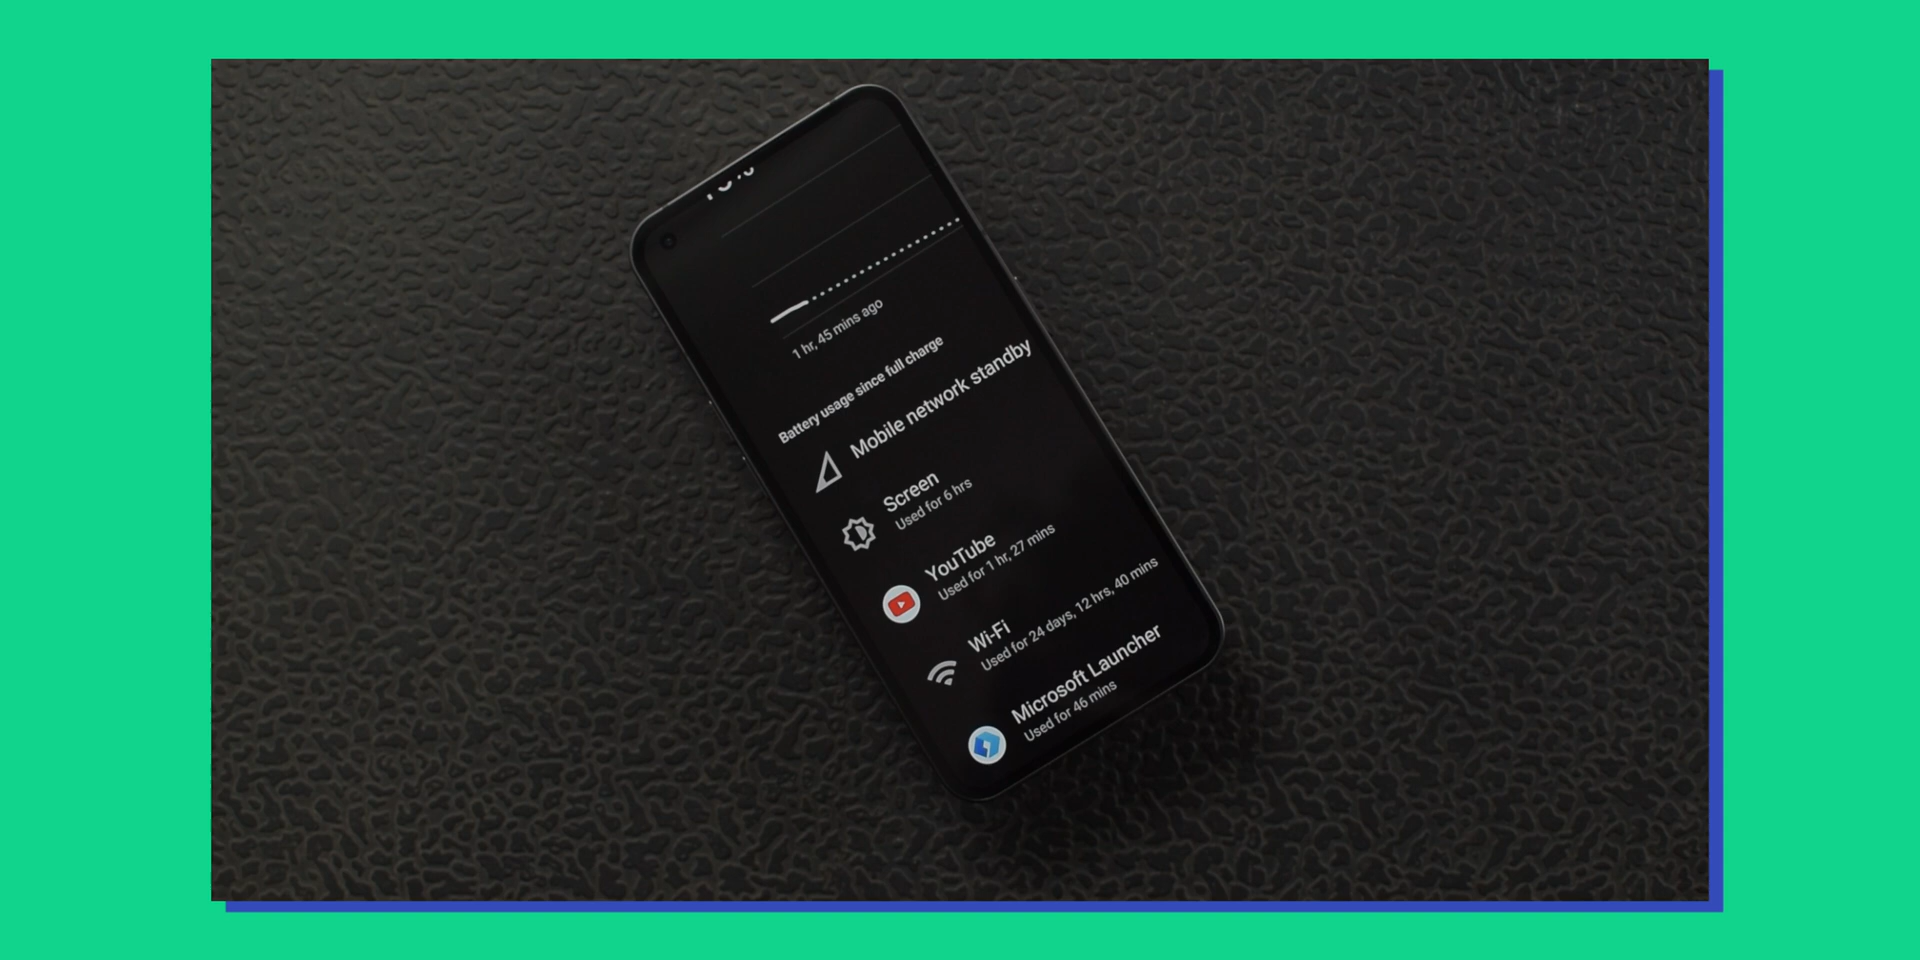 1 hr, 45 mins ago
Battery usage since full charge
Mobile network standby
Screen
Used for 6 hrs
YouTube
Used for 1 hr, 27 mins
Wi-Fi
Used for 24 days, 12 hrs, 40 mins
Microsoft Launcher
Used for 46 mins